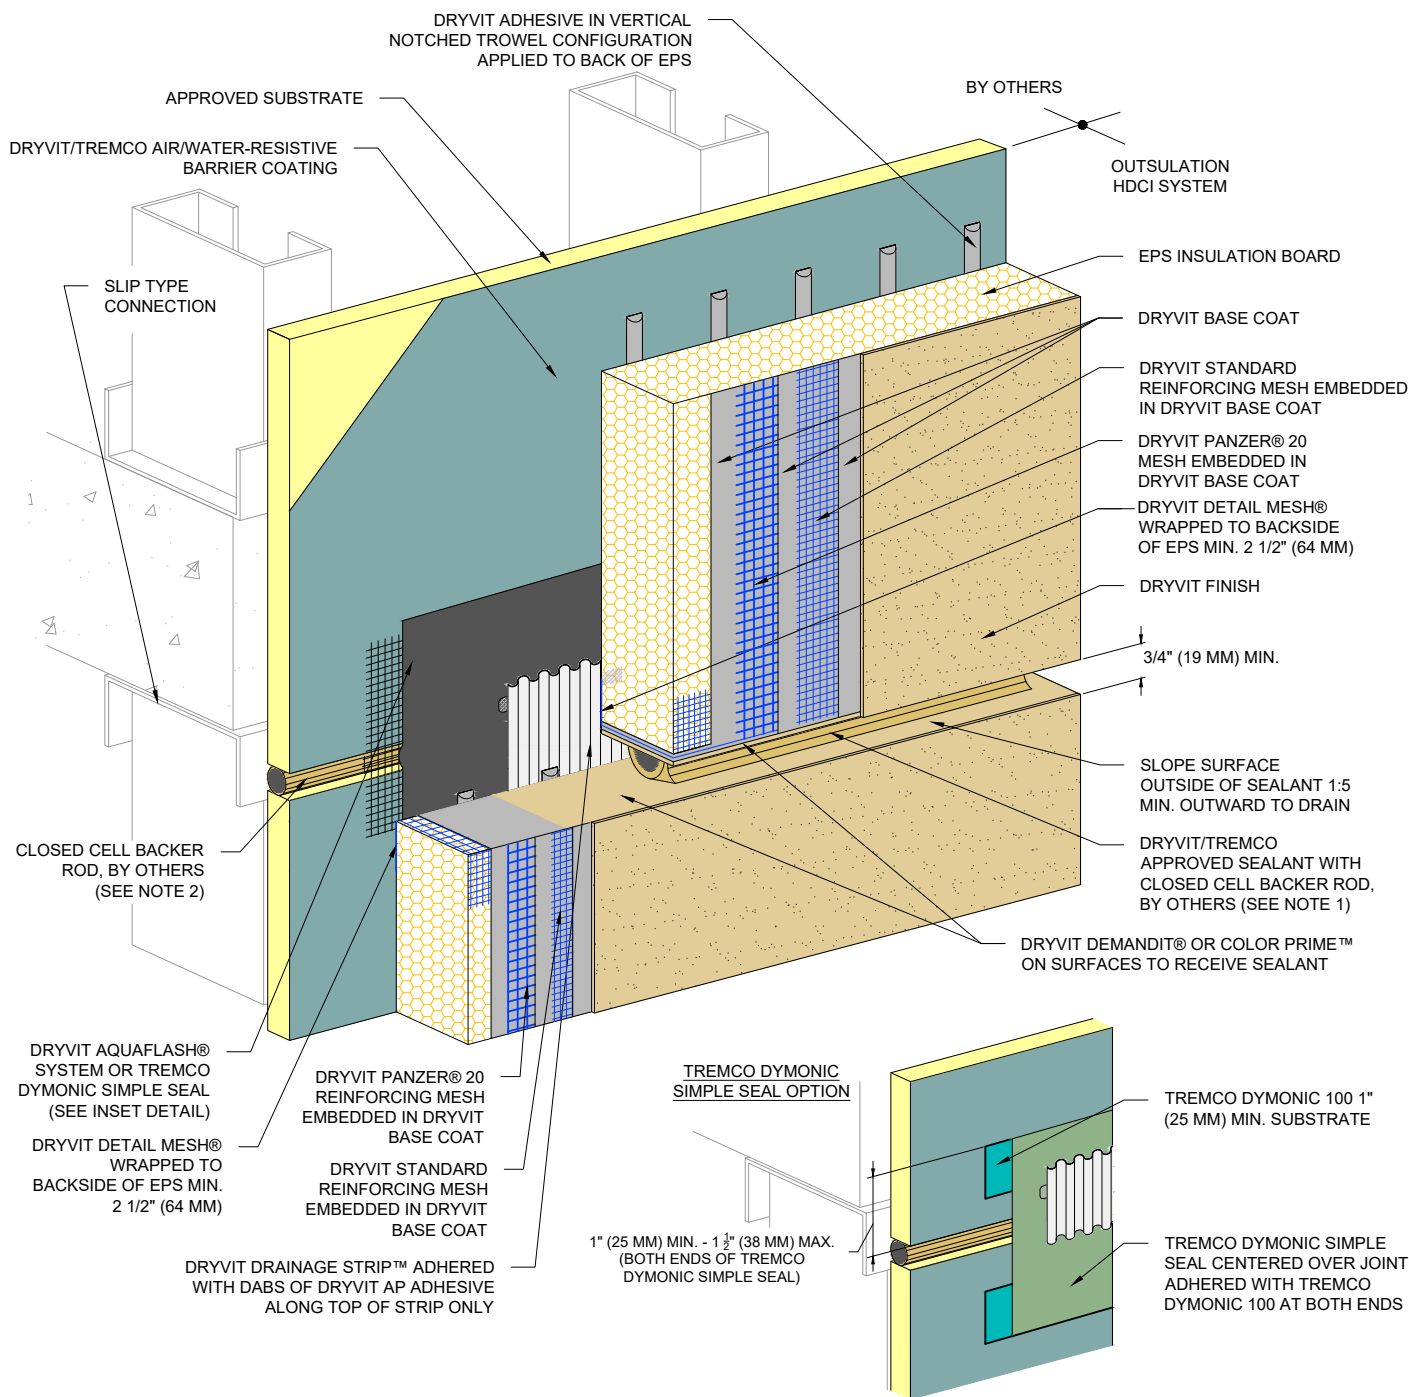 DRYVIT ADHESIVE IN VERTICAL
NOTCHED TROWEL CONFIGURATION
APPLIED TO BACK OF EPS
APPROVED SUBSTRATE
DRYVIT/TREMCO AIR/WATER-RESISTIVE
BARRIER COATING
SLIP TYPE
CONNECTION
BY OTHERS
OUTSULATION
HDCI SYSTEM
EPS INSULATION BOARD
DRYVIT BASE COAT
DRYVIT STANDARD
REINFORCING MESH EMBEDDED
IN DRYVIT BASE COAT
DRYVIT PANZER® 20
MESH EMBEDDED IN
DRYVIT BASE COAT
DRYVIT DETAIL MESH®
WRAPPED TO BACKSIDE
OF EPS MIN. 2 1/2" (64 MM)
DRYVIT FINISH
3/4" (19 MM) MIN.
SLOPE SURFACE
OUTSIDE OF SEALANT 1:5
MIN. OUTWARD TO DRAIN
DRYVIT/TREMCO
APPROVED SEALANT WITH
CLOSED CELL BACKER ROD,
BY OTHERS (SEE NOTE 1)
DRYVIT DEMANDIT® OR COLOR PRIME™
ON SURFACES TO RECEIVE SEALANT
CLOSED CELL BACKER
ROD, BY OTHERS
(SEE NOTE 2)
DRYVIT AQUAFLASH®
SYSTEM OR TREMCO
DYMONIC SIMPLE SEAL
(SEE INSET DETAIL)
DRYVIT DETAIL MESH®
WRAPPED TO
BACKSIDE OF EPS MIN.
2 1/2" (64 MM)
DRYVIT PANZER® 20
REINFORCING MESH
EMBEDDED IN DRYVIT
BASE COAT
DRYVIT STANDARD
REINFORCING MESH
EMBEDDED IN DRYVIT
BASE COAT
DRYVIT DRAINAGE STRIP™ ADHERED
WITH DABS OF DRYVIT AP ADHESIVE
ALONG TOP OF STRIP ONLY
TREMCO DYMONIC
SIMPLE SEAL OPTION
1" (25 MM) MIN. - 1 1/2" (38 MM) MAX.
(BOTH ENDS OF TREMCO
DYMONIC SIMPLE SEAL)
TREMCO DYMONIC 100 1"
(25 MM) MIN. SUBSTRATE
TREMCO DYMONIC SIMPLE
SEAL CENTERED OVER JOINT
ADHERED WITH TREMCO
DYMONIC 100 AT BOTH ENDS